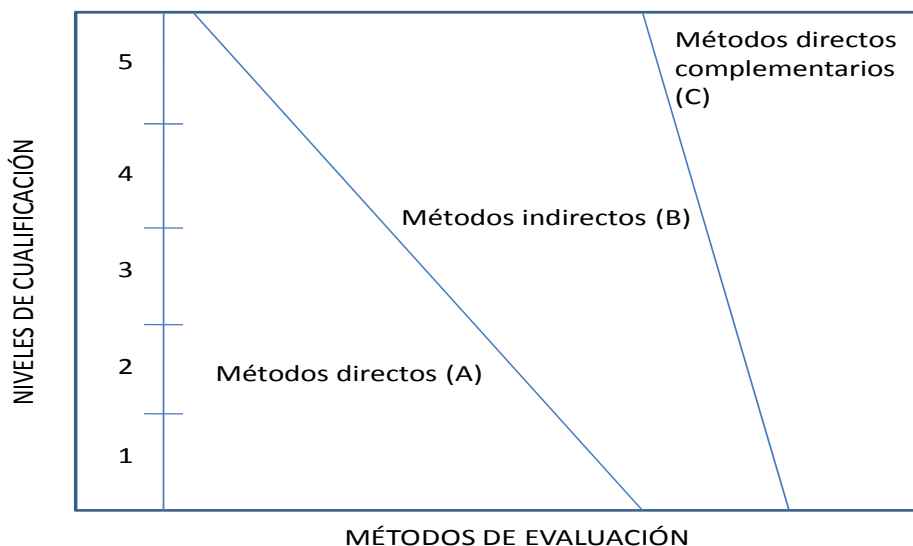 NIVELES DE CUALIFICACIÓN
5
4
3
2
1
Métodos directos
complementarios
(C)
Métodos indirectos (B)
Métodos directos (A)
MÉTODOS DE EVALUACIÓN